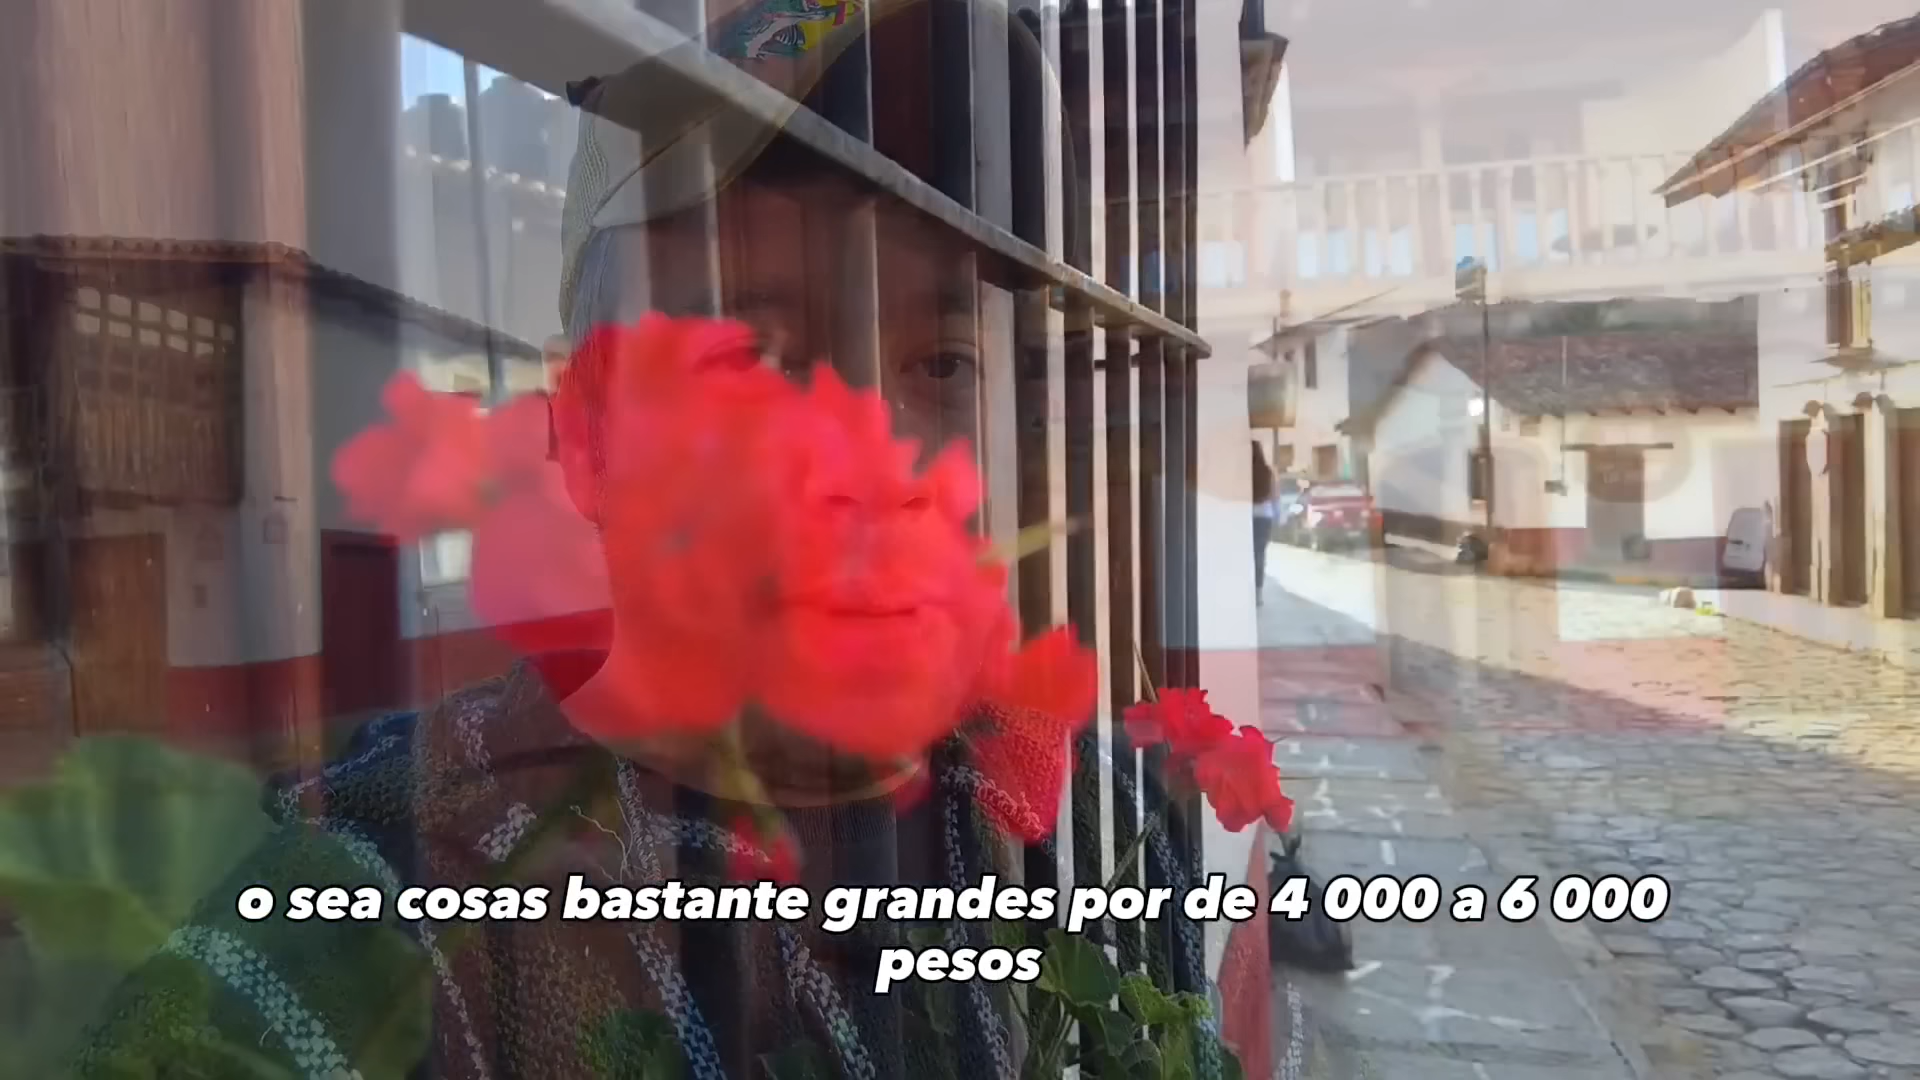 o sea cosas bastante grandes por de 4 000 a 6 000
pesos